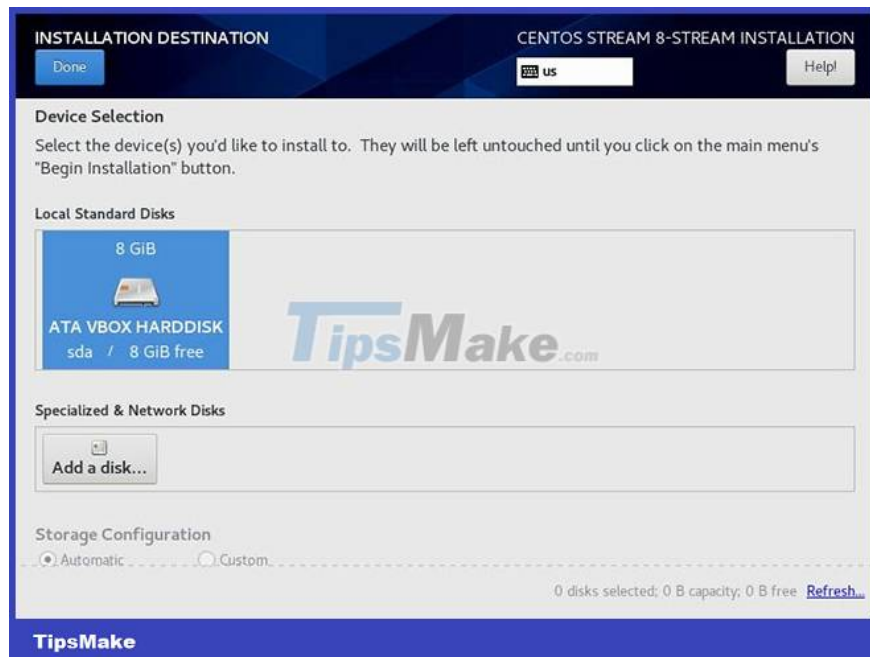 INSTALLATION DESTINATION
CENTOS STREAM 8-STREAM INSTALLATION
Done
us
Help!
Device Selection
Select the device(s) you'd like to install to. They will be left untouched until you click on the main menu's
"Begin Installation" button.
Local Standard Disks
8 GiB
ATA VBOX HARDDISK
sda / 8 GiB free
TipsMake.com
Specialized & Network Disks
Add a disk...
Storage Configuration
Automatic Custom
0 disks selected; 0 B capacity; 0 B free Refresh...
TipsMake